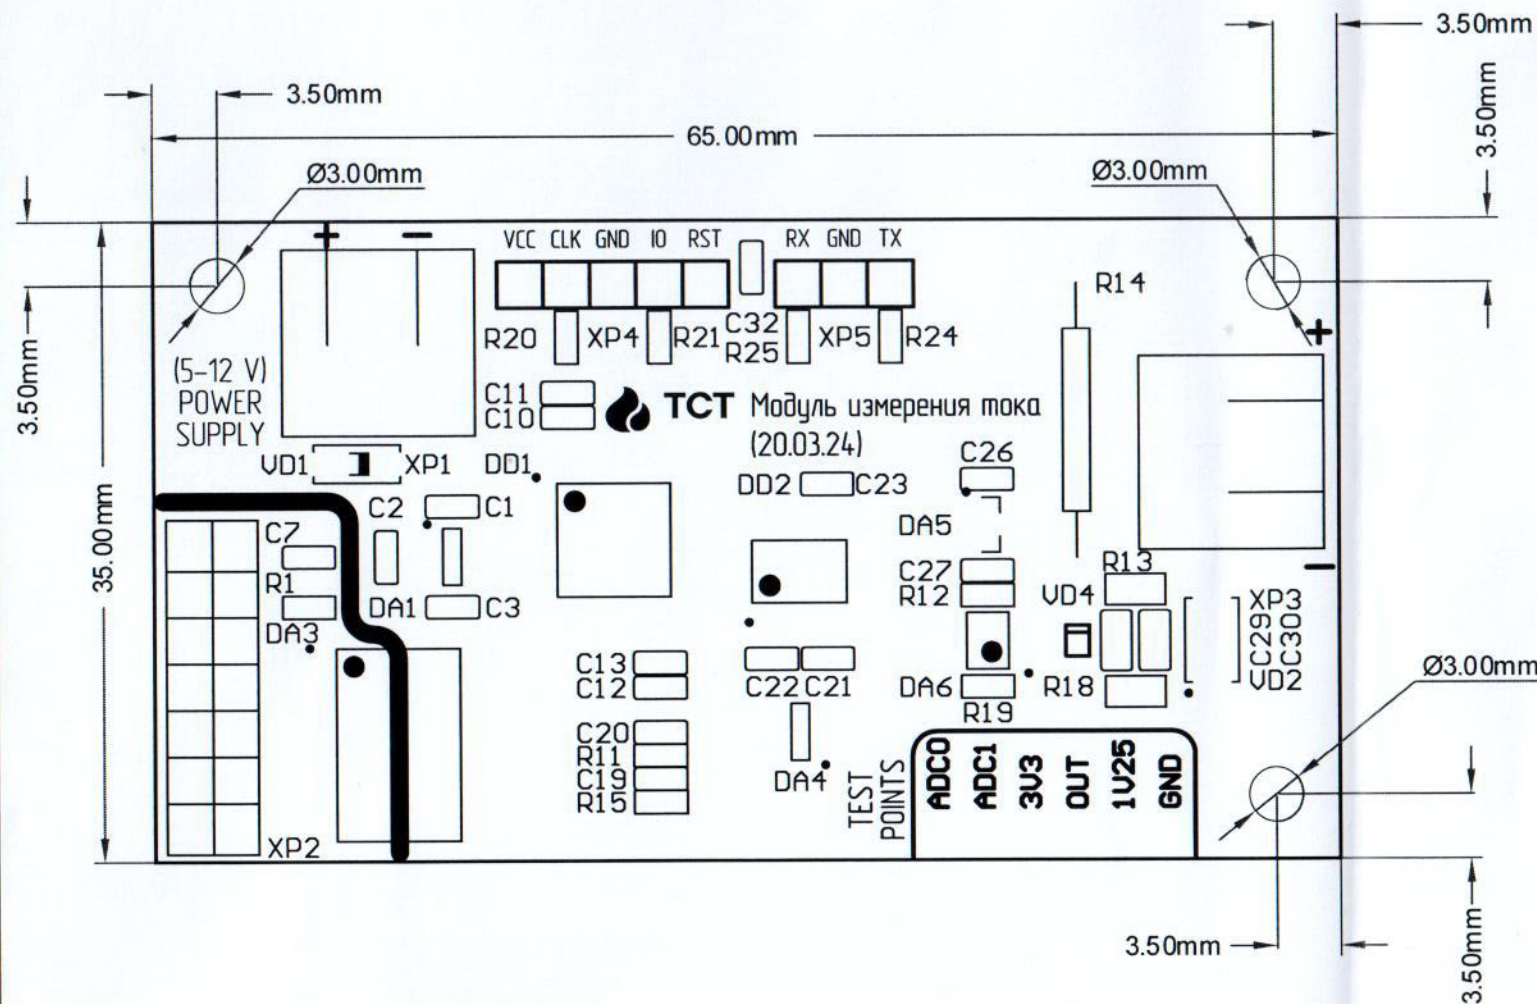 3.50mm
3.50mm
65.00mm
3.50mm
Ø3.00mm
Ø3.00mm
+ −
VCC CLK GND IO RST
RX GND TX
R14
R20 XP4 R21 C32
R25 XP5 R24
+
3.50mm
(5-12 V)
POWER
SUPPLY
C11
C10
TCT
Модуль измерения тока
(20.03.24)
VD1 XP1
DD1
DD2 C23
C26
C2 C1
35.00mm
C7
R1
DA1 C3
DA3
DA5
C27
R12
VD4
R13
−
XP3
C29
C30
VD2
C13
C12
C22 C21
DA6
R19
R18
Ø3.00mm
C20
R11
C19
R15
DA4
TEST
POINTS
ADC0
ADC1
3V3
OUT
1V25
GND
XP2
3.50mm
3.50mm